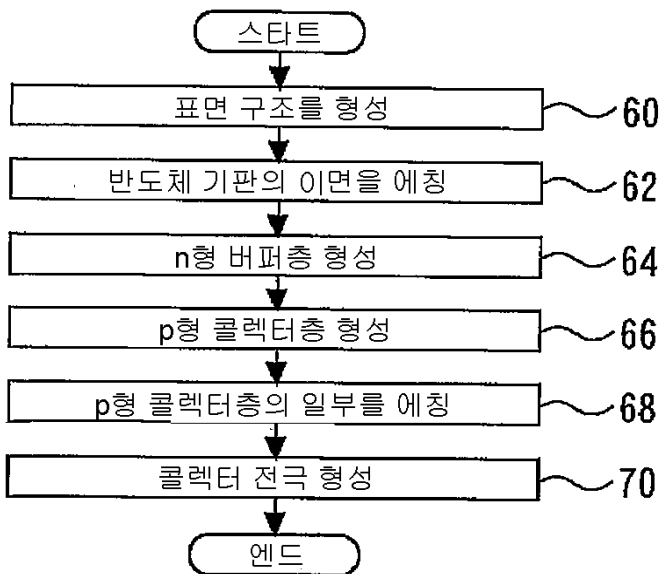 스타트
표면 구조를 형성 60
반도체 기판의 이면을 에칭 62
n형 버퍼층 형성 64
p형 콜렉터층 형성 66
p형 콜렉터층의 일부를 에칭 68
콜렉터 전극 형성 70
엔드